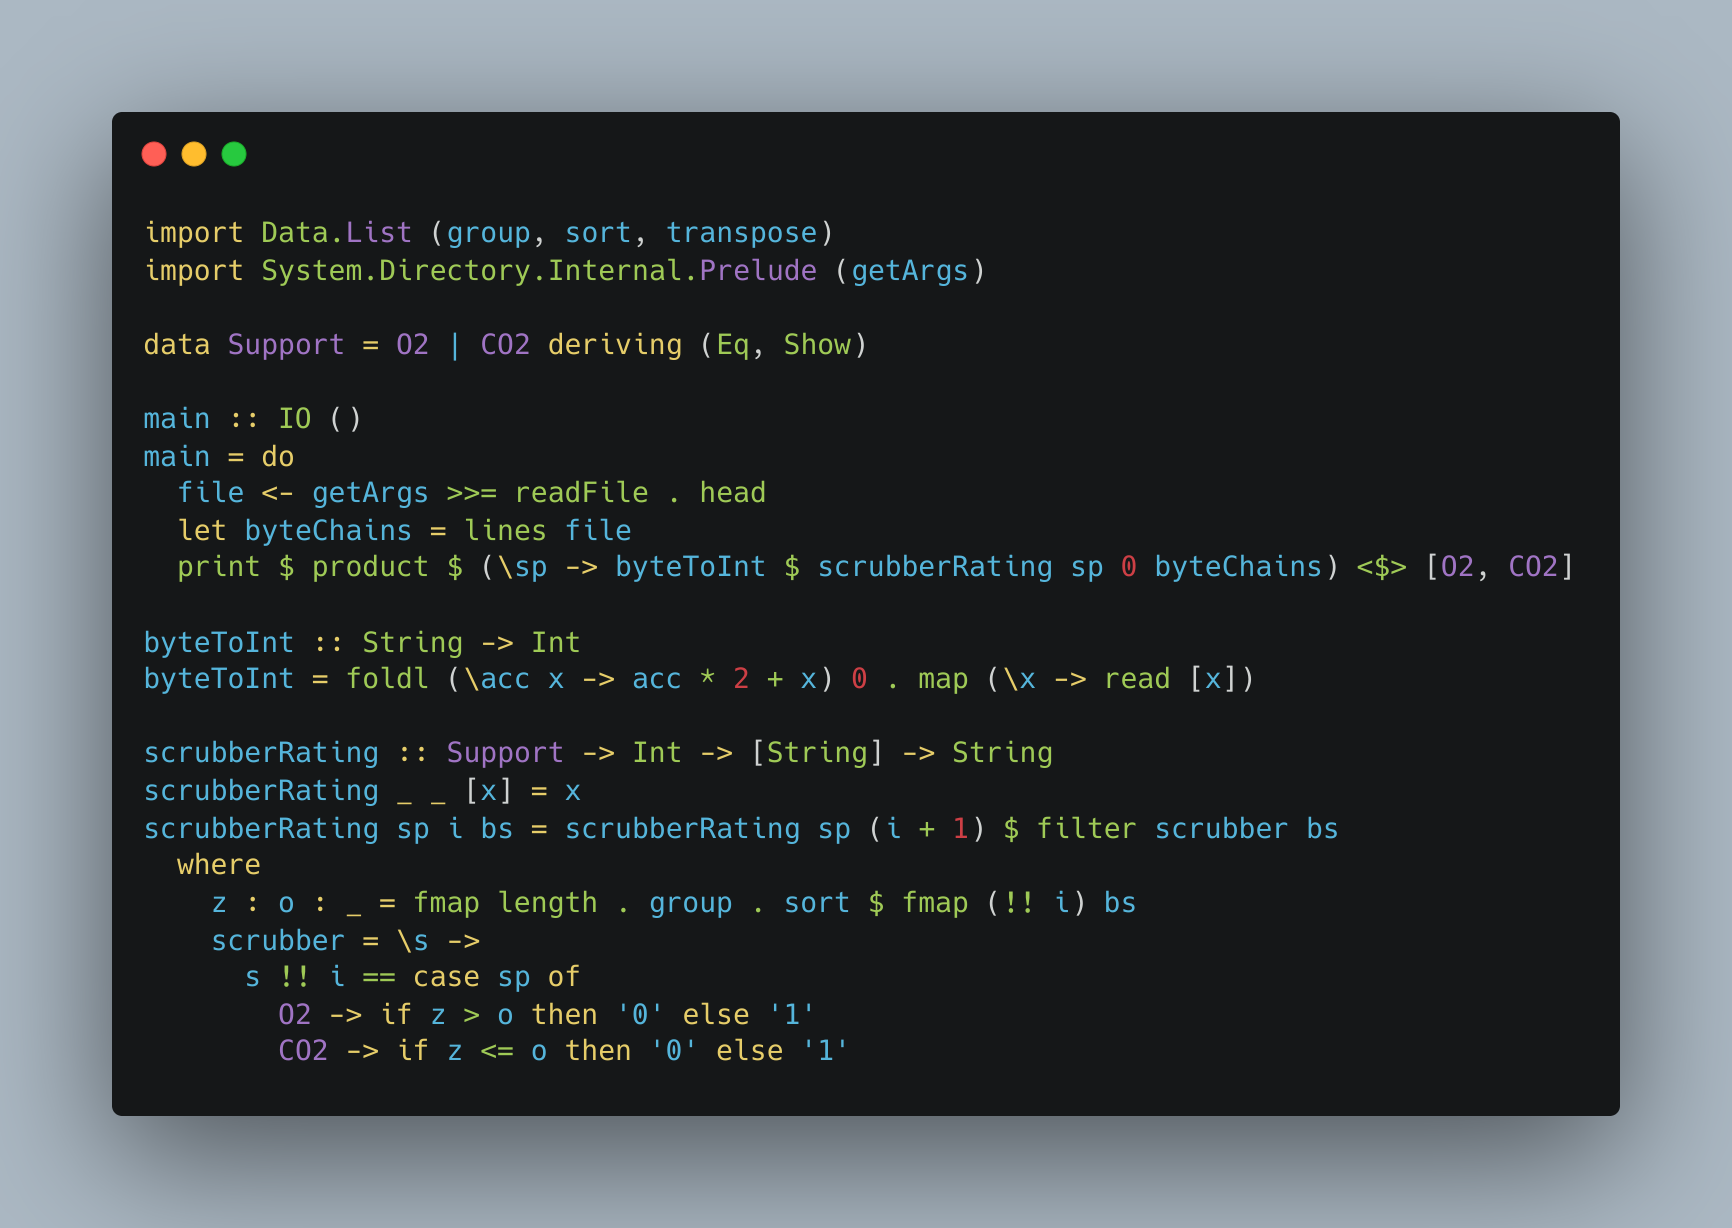 import Data.List (group, sort, transpose)
import System.Directory.Internal.Prelude (getArgs)
data Support = O2 | CO2 deriving (Eq, Show)
main :: IO ()
main = do
  file <- getArgs >>= readFile . head
  let byteChains = lines file
  print $ product $ (\sp -> byteToInt $ scrubberRating sp 0 byteChains) <$> [O2, CO2]
byteToInt :: String -> Int
byteToInt = foldl (\acc x -> acc * 2 + x) 0 . map (\x -> read [x])
scrubberRating :: Support -> Int -> [String] -> String
scrubberRating _ _ [x] = x
scrubberRating sp i bs = scrubberRating sp (i + 1) $ filter scrubber bs
  where
    z : o : _ = fmap length . group . sort $ fmap (!! i) bs
    scrubber = \s ->
      s !! i == case sp of
        O2 -> if z > o then '0' else '1'
        CO2 -> if z <= o then '0' else '1'